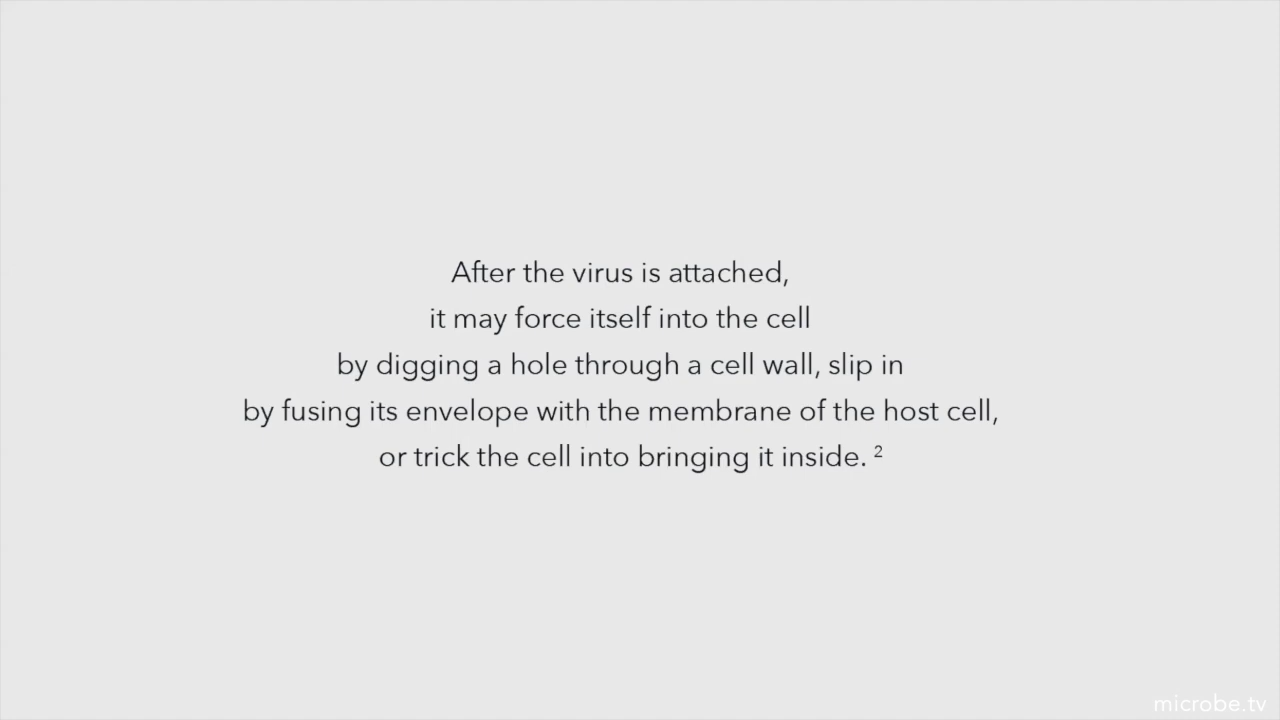 After the virus is attached,
it may force itself into the cell
by digging a hole through a cell wall, slip in
by fusing its envelope with the membrane of the host cell,
or trick the cell into bringing it inside. ²
microbe.tv